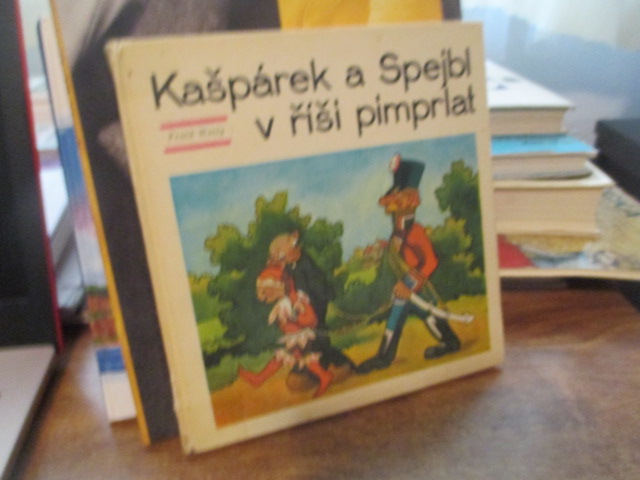 Kašpárek a Spejbl
v říši pimprlat